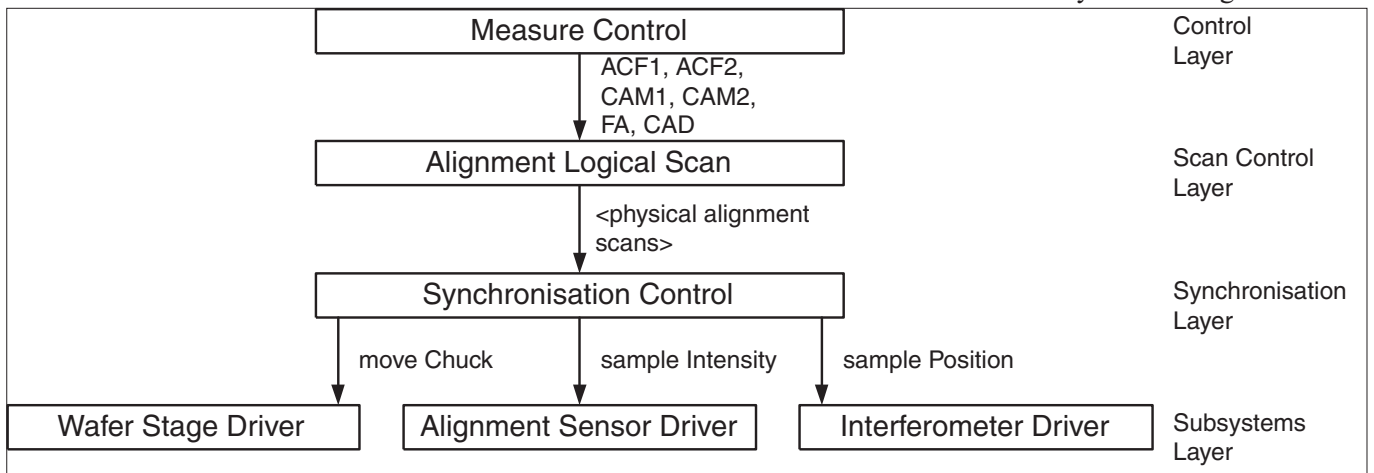 Measure Control
Control
Layer
ACF1, ACF2,
CAM1, CAM2,
FA, CAD
Alignment Logical Scan
Scan Control
Layer
<physical alignment
scans>
Synchronisation Control
Synchronisation
Layer
move Chuck
sample Intensity
sample Position
Wafer Stage Driver
Alignment Sensor Driver
Interferometer Driver
Subsystems
Layer